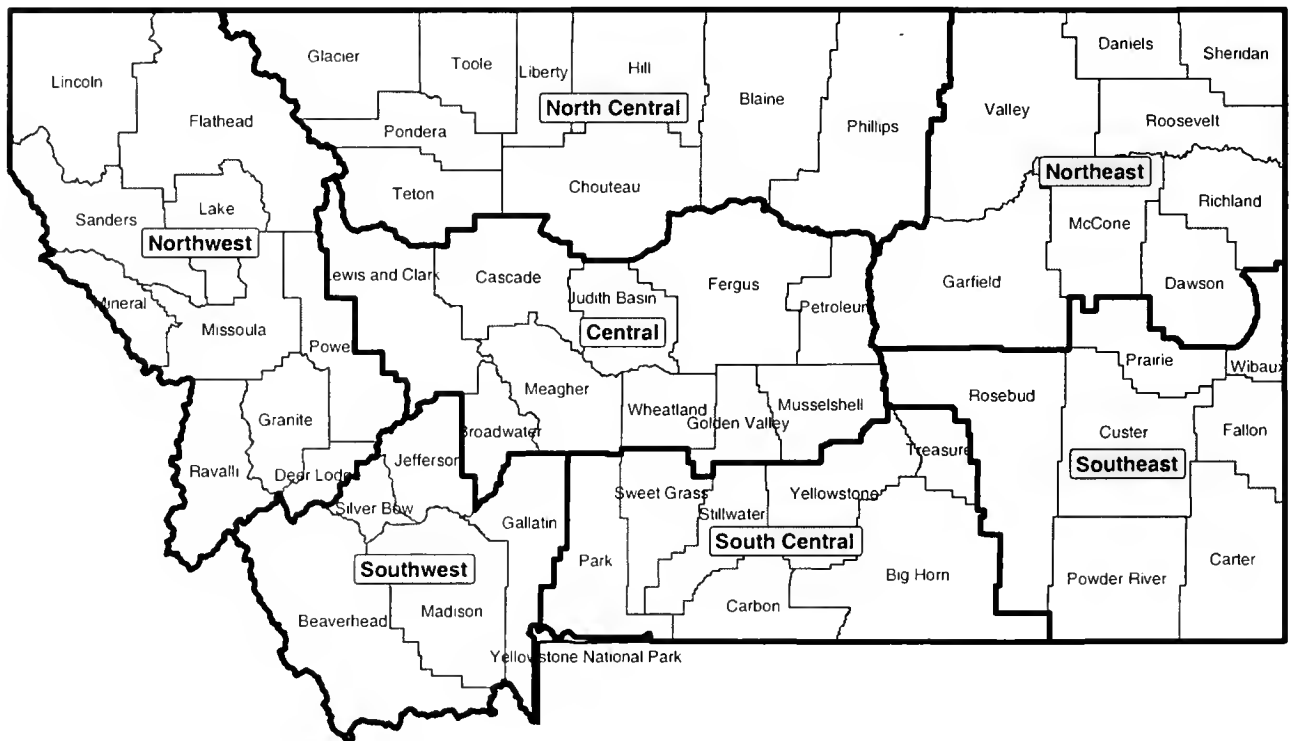 Daniels
Sheridan
Glacier
Toole
Liberty
Hill
Lincoln
Blaine
Valley
North Central
Flathead
Pondera
Phillips
Roosevelt
Northeast
Teton
Chouteau
Lake
Richland
Sanders
McCone
Northwest
Lewis and Clark
Cascade
Fergus
Garfield
Dawson
Mineral
Judith Basin
Petroleum
Missoula
Central
Powell
Prairie
Wibaux
Meagher
Rosebud
Granite
Wheatland
Musselshell
Golden Valley
Broadwater
Custer
Fallon
Jefferson
Treasure
Southeast
Ravalli
Deer Lodge
Sweet Grass
Yellowstone
Silver Bow
Stillwater
Gallatin
South Central
Park
Carter
Southwest
Big Horn
Powder River
Carbon
Madison
Beaverhead
Yellowstone National Park